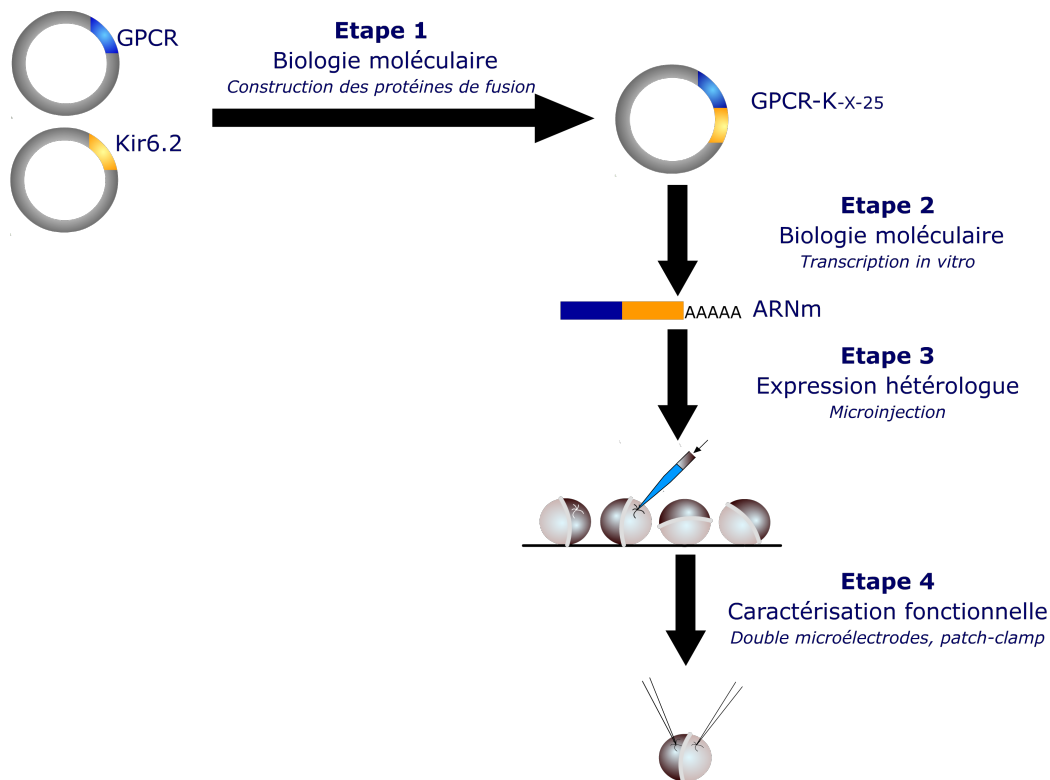 GPCR
Kir6.2
Etape 1
Biologie moléculaire
Construction des protéines de fusion
GPCR-K-X-25
Etape 2
Biologie moléculaire
Transcription in vitro
AAAAA ARNm
Etape 3
Expression hétérologue
Microinjection
Etape 4
Caractérisation fonctionnelle
Double microélectrodes, patch-clamp